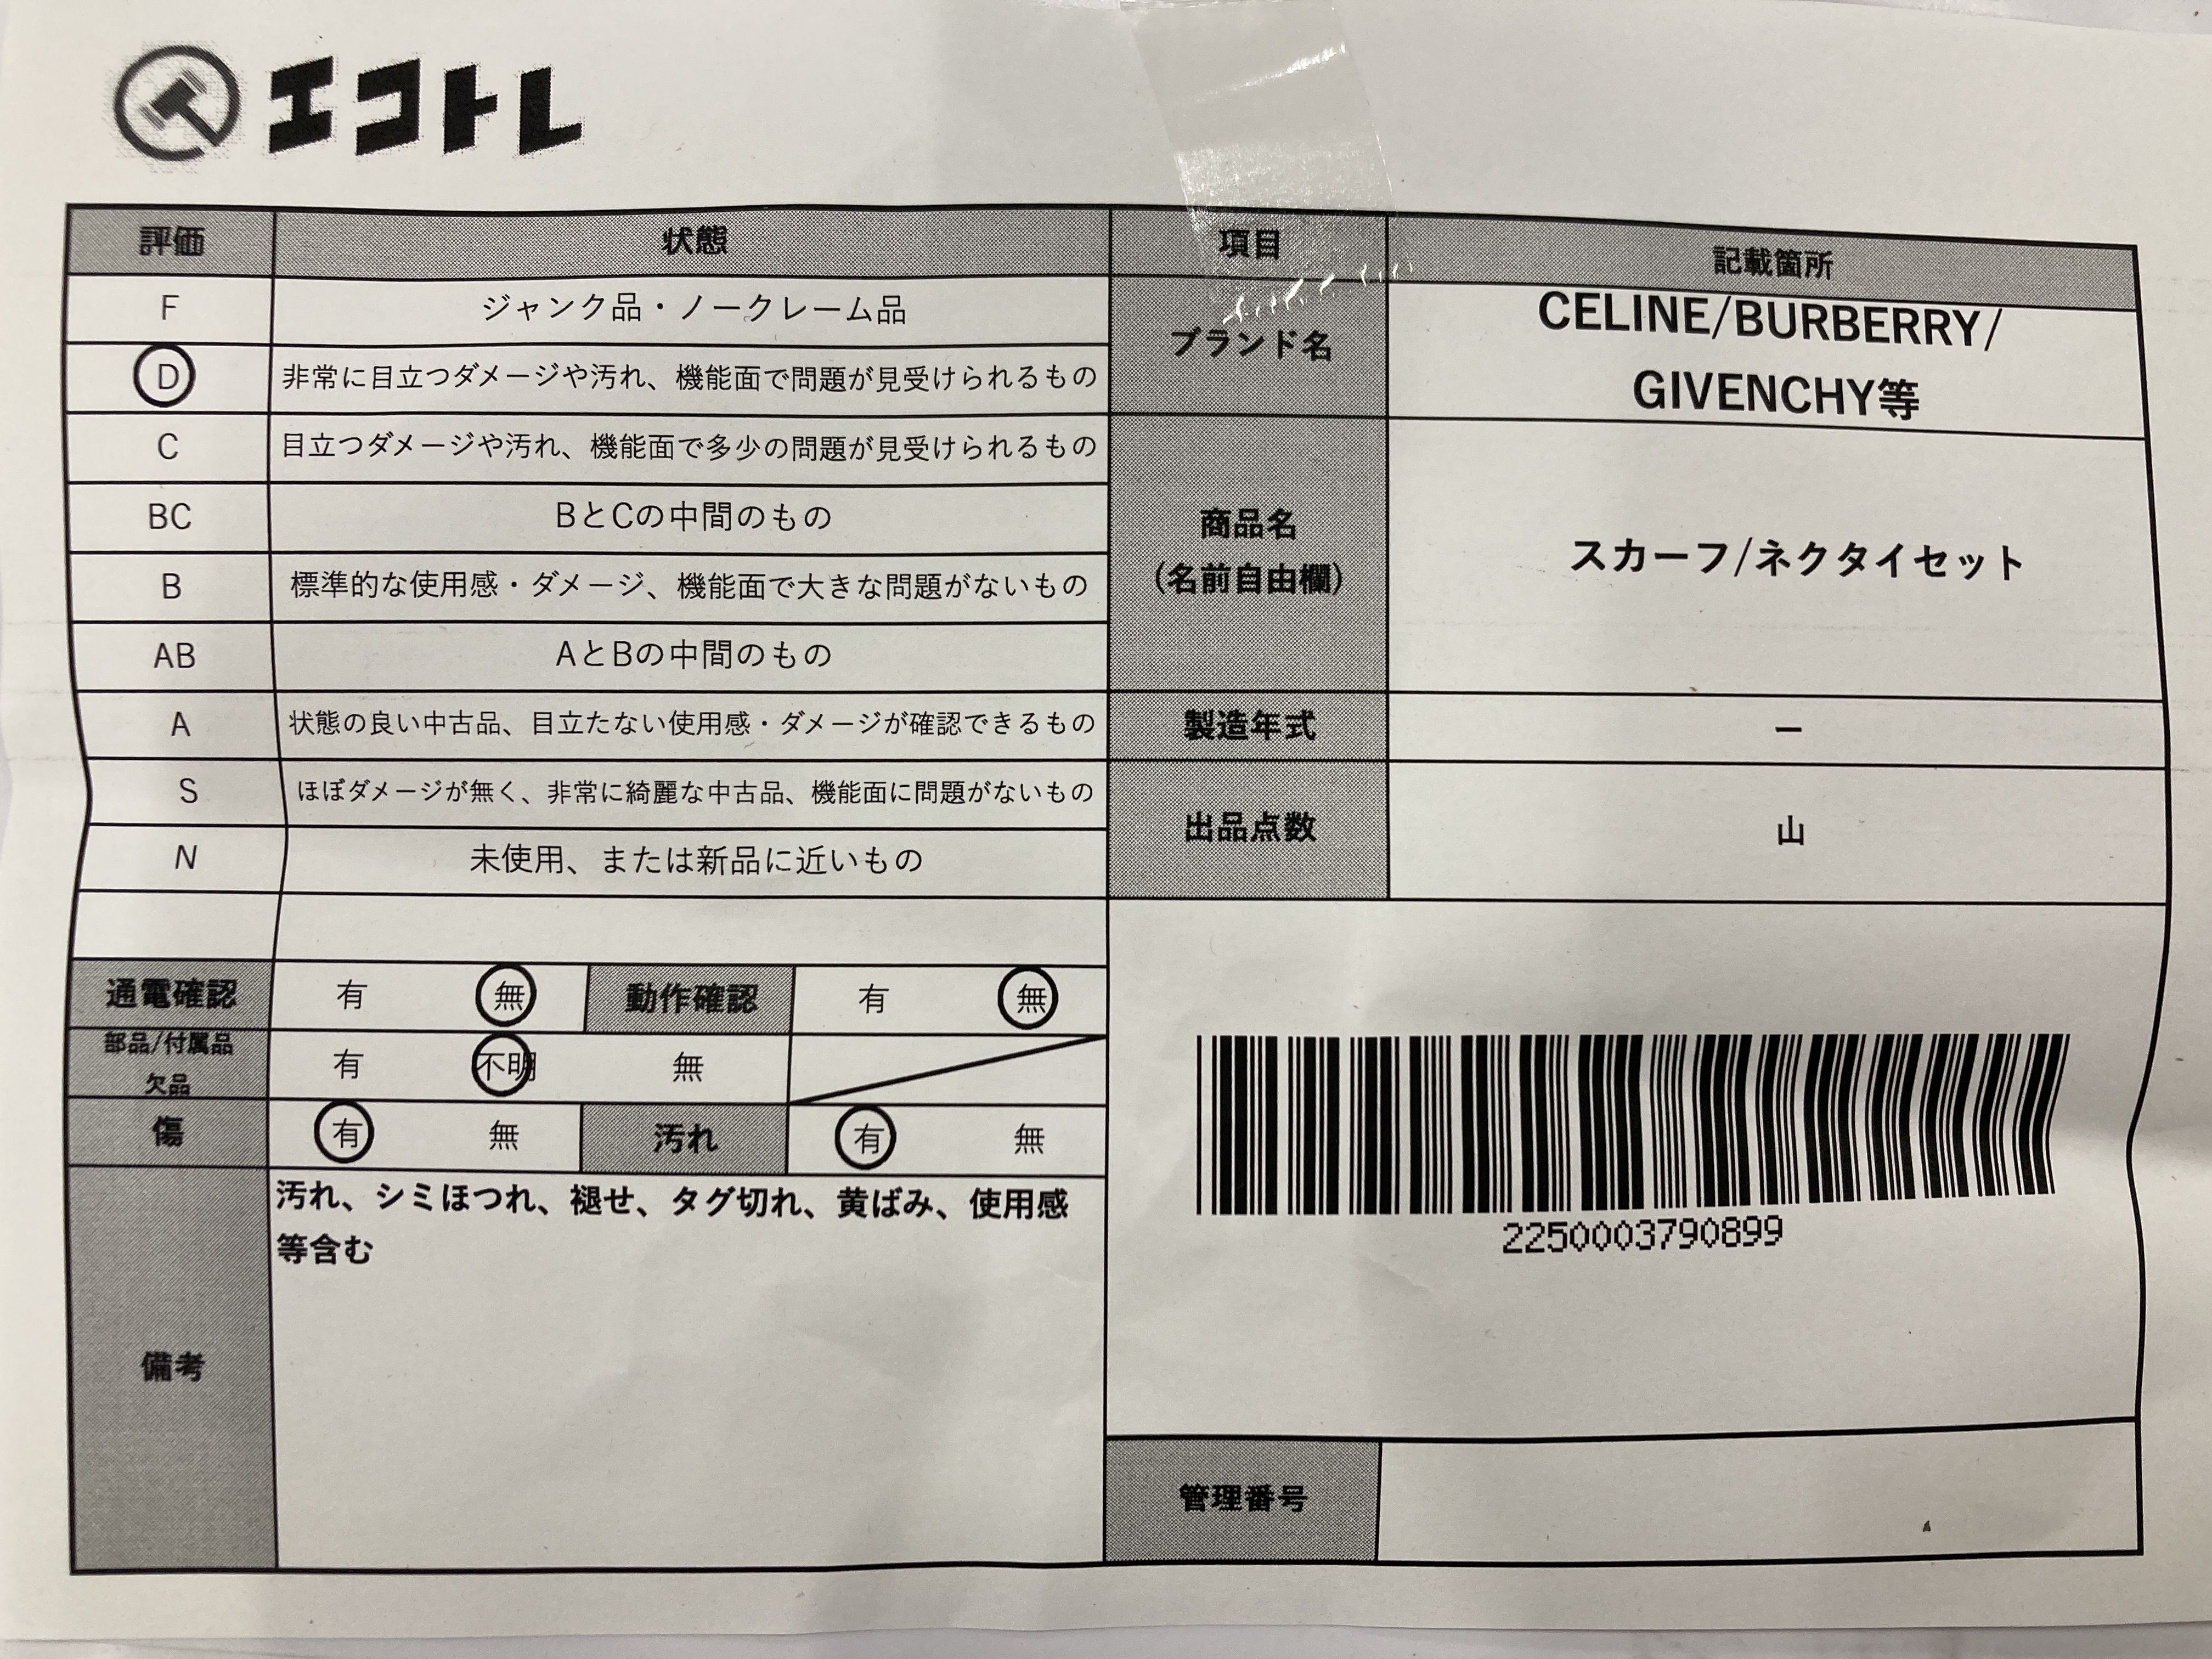 エコトレ
評価 状態 項目 記載箇所
F ジャンク品・ノークレーム品
D 非常に目立つダメージや汚れ、機能面で問題が見受けられるもの
C 目立つダメージや汚れ、機能面で多少の問題が見受けられるもの
BC BとCの中間のもの
B 標準的な使用感・ダメージ、機能面で大きな問題がないもの
AB AとBの中間のもの
A 状態の良い中古品、目立たない使用感・ダメージが確認できるもの
S ほぼダメージが無く、非常に綺麗な中古品、機能面に問題がないもの
N 未使用、または新品に近いもの
通電確認 有 無 動作確認 有 無
部品/付属品
欠品
有 不明 無
傷 有 無 汚れ 有 無
備考
汚れ、シミほつれ、褪せ、タグ切れ、黄ばみ、使用感
等含む
ブランド名
CELINE/BURBERRY/
GIVENCHY等
商品名
(名前自由欄)
スカーフ/ネクタイセット
製造年式 ー
出品点数 山
2250003790899
管理番号